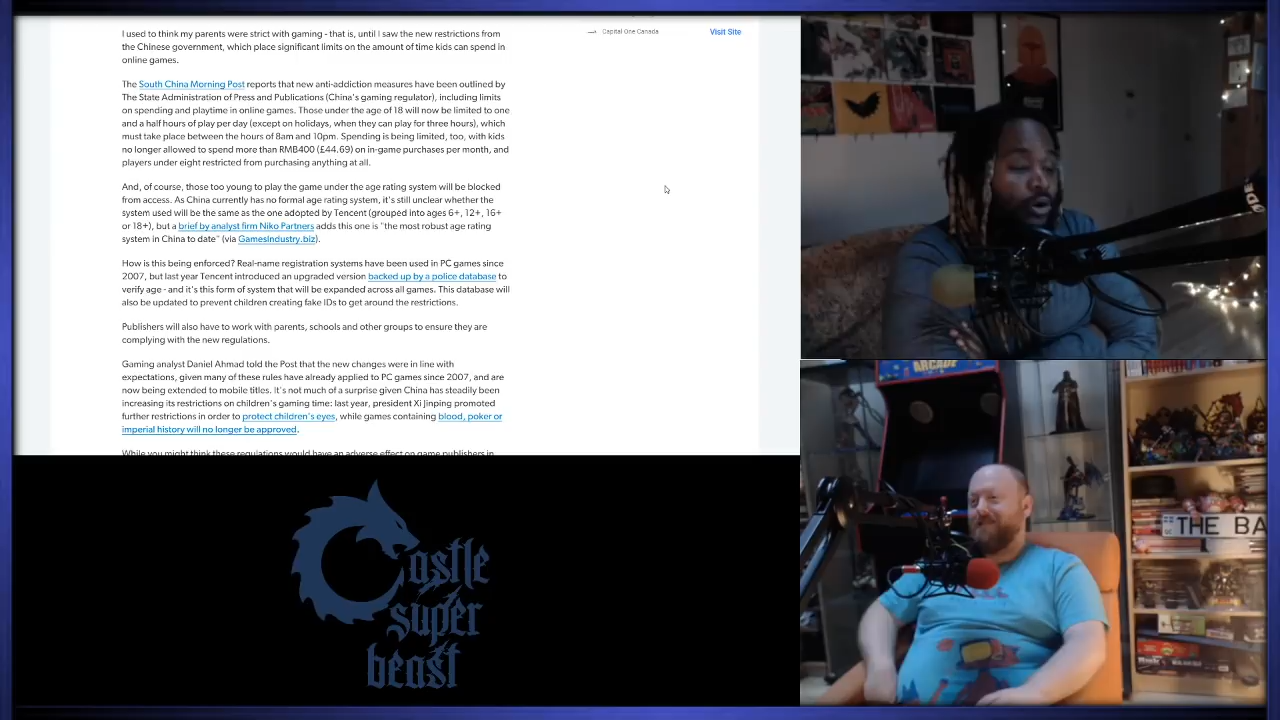 I used to think my parents were strict with gaming - that is, until I saw the new restrictions from
the Chinese government, which place significant limits on the amount of time kids can spend in
online games.
The South China Morning Post reports that new anti-addiction measures have been outlined by
The State Administration of Press and Publications (China's gaming regulator), including limits
on spending and playtime in online games. Those under the age of 18 will now be limited to one
and a half hours of play per day (except on holidays, when they can play for three hours), which
must take place between the hours of 8am and 10pm. Spending is being limited, too, with kids
no longer allowed to spend more than RMB400 (£44.69) on in-game purchases per month, and
players under eight restricted from purchasing anything at all.
And, of course, those too young to play the game under the age rating system will be blocked
from access. As China currently has no formal age rating system, it's still unclear whether the
system used will be the same as the one adopted by Tencent (grouped into ages 6+, 12+, 16+
or 18+), but a brief by analyst firm Niko Partners adds this one is "the most robust age rating
system in China to date" (via GamesIndustry.biz).
How is this being enforced? Real-name registration systems have been used in PC games since
2007, but last year Tencent introduced an upgraded version backed up by a police database to
verify age - and it's this form of system that will be expanded across all games. This database will
also be updated to prevent children creating fake IDs to get around the restrictions.
Publishers will also have to work with parents, schools and other groups to ensure they are
complying with the new regulations.
Gaming analyst Daniel Ahmad told the Post that the new changes were in line with
expectations, given many of these rules have already applied to PC games since 2007, and are
now being extended to mobile titles. It's not much of a surprise given China has steadily been
increasing its restrictions on children's gaming time: last year, president Xi Jinping promoted
further restrictions in order to protect children's eyes, while games containing blood, poker or
imperial history will no longer be approved.
While you might think these regulations would have an adverse effect on game publishers in
Capital One Canada
Visit Site
Castle
super
beast
ARCADE
THE BA